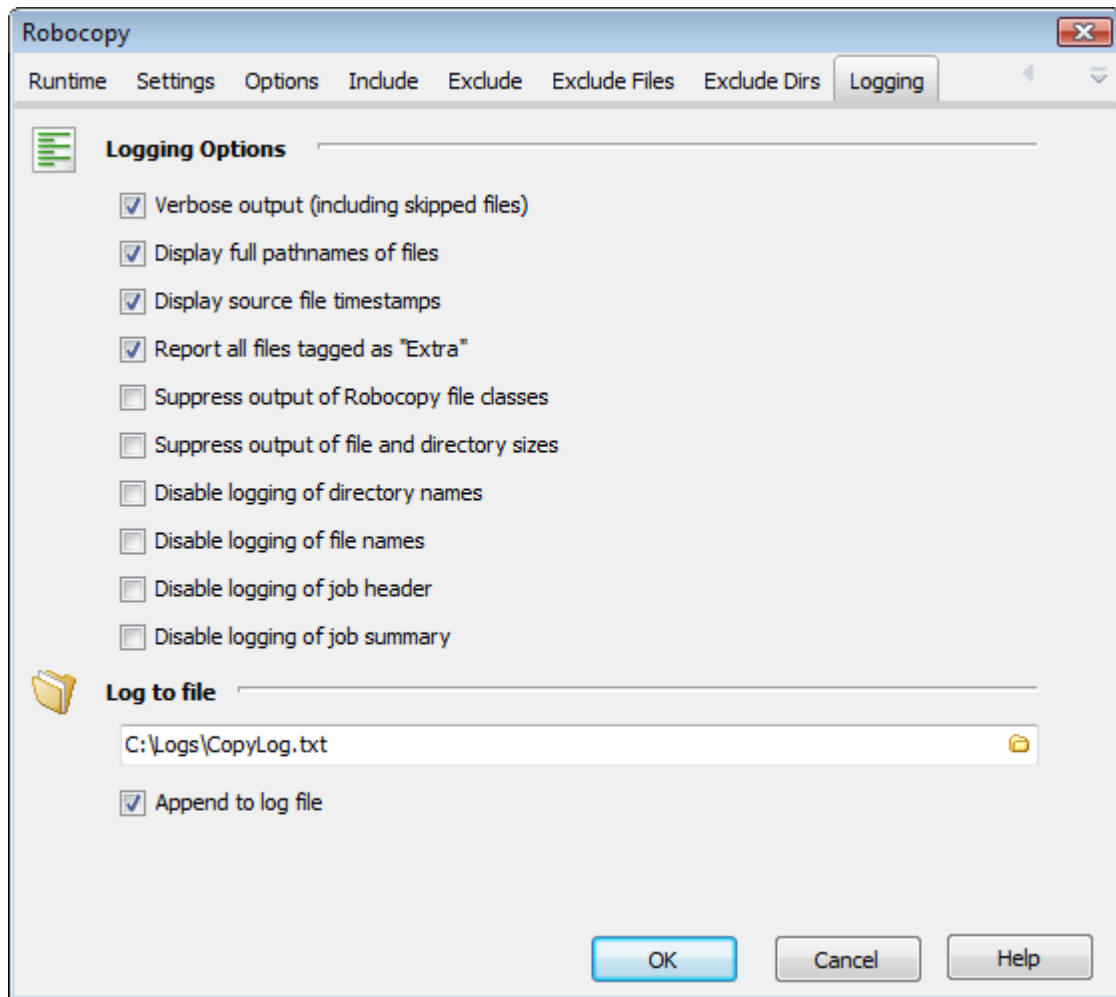 Robocopy
Runtime Settings Options Include Exclude Exclude Files Exclude Dirs Logging
Logging Options
Verbose output (including skipped files)
Display full pathnames of files
Display source file timestamps
Report all files tagged as "Extra"
Suppress output of Robocopy file classes
Suppress output of file and directory sizes
Disable logging of directory names
Disable logging of file names
Disable logging of job header
Disable logging of job summary
Log to file
C:\Logs\CopyLog.txt
Append to log file
OK Cancel Help